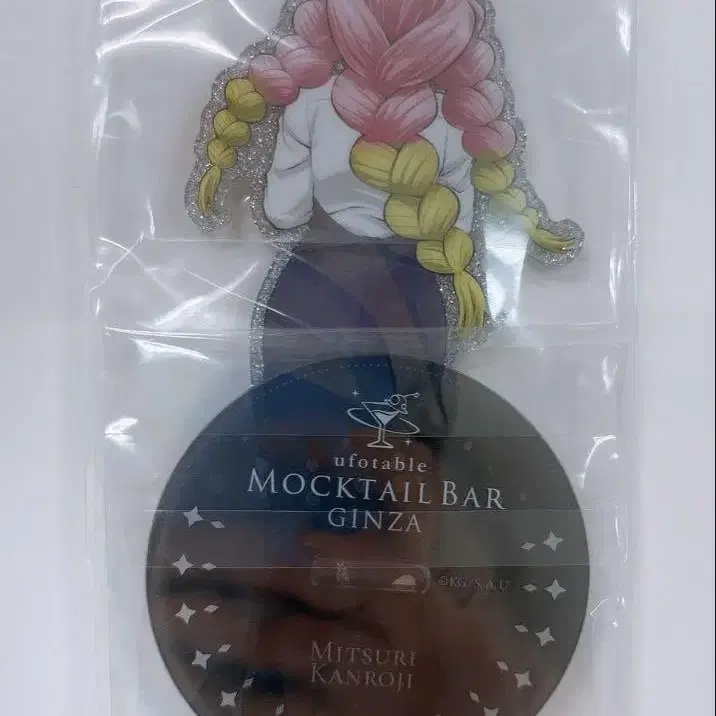 ufotable
MOCKTAIL BAR
GINZA
©KG/S,A,U
MITSURI
KANROJI